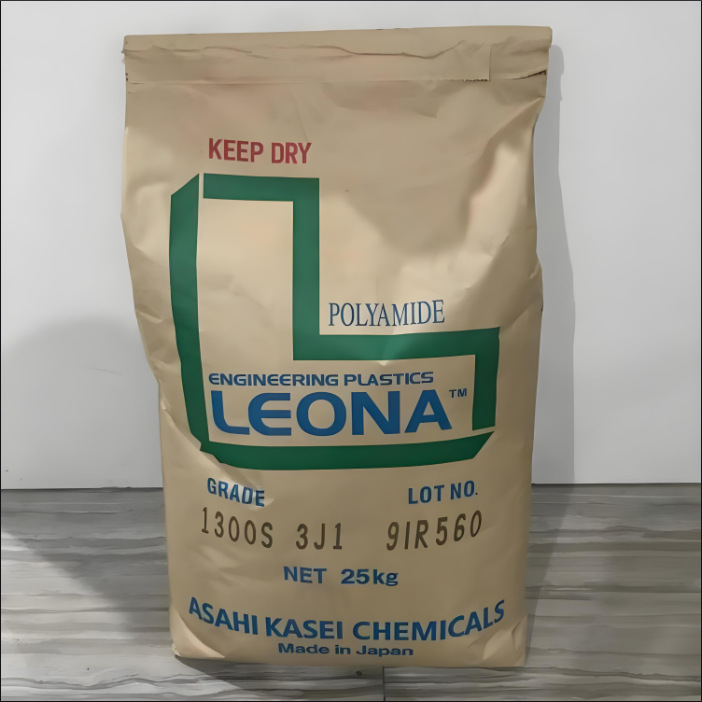 KEEP DRY
POLYAMIDE
ENGINEERING PLASTICS
LEONA™
GRADE LOT NO.
1300S 3J1 9IR560
NET 25kg
ASAHI KASEI CHEMICALS
Made in Japan